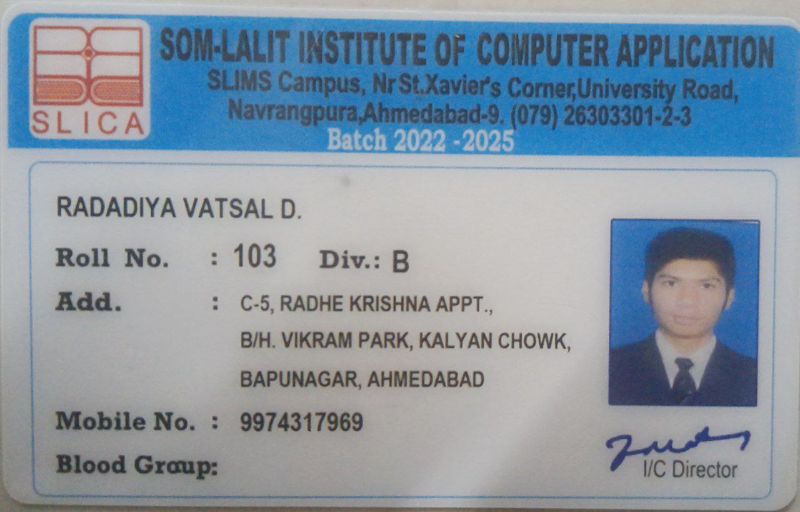 SLICA
SOM-LALIT INSTITUTE OF COMPUTER APPLICATION
SLIMS Campus, Nr St.Xavier's Corner,University Road,
Navrangpura,Ahmedabad-9. (079) 26303301-2-3
Batch 2022 -2025
RADADIYA VATSAL D.
Roll No. : 103 Div.: B
Add. : C-5, RADHE KRISHNA APPT.,
B/H. VIKRAM PARK, KALYAN CHOWK,
BAPUNAGAR, AHMEDABAD
Mobile No. : 9974317969
Blood Group:
I/C Director